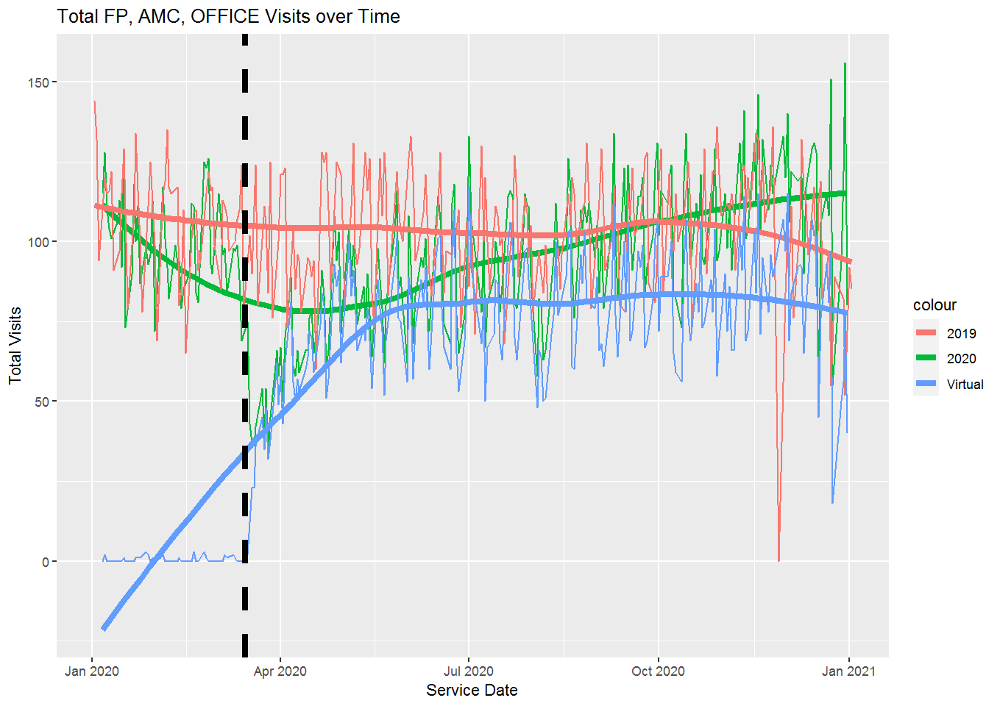 Total FP, AMC, OFFICE Visits over Time
150
100
50
0
Total Visits
Jan 2020
Apr 2020
Jul 2020
Oct 2020
Jan 2021
Service Date
colour
2019
2020
Virtual